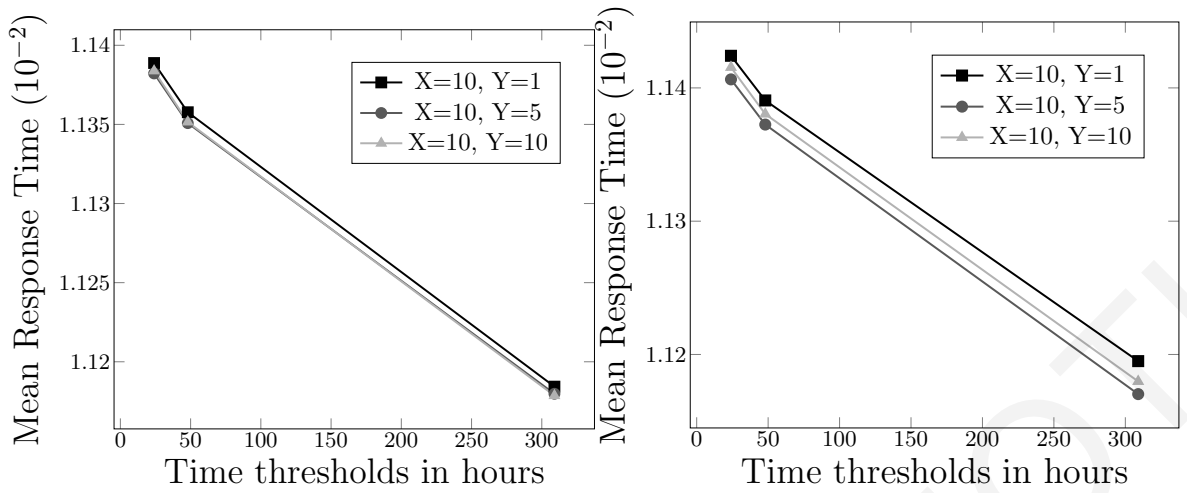 Mean Response Time (10−2)
1.14
1.135
1.13
1.125
1.12
0 50 100 150 200 250 300
Time thresholds in hours
X=10, Y=1
X=10, Y=5
X=10, Y=10
Mean Response Time (10−2)
1.14
1.13
1.12
0 50 100 150 200 250 300
Time thresholds in hours
X=10, Y=1
X=10, Y=5
X=10, Y=10